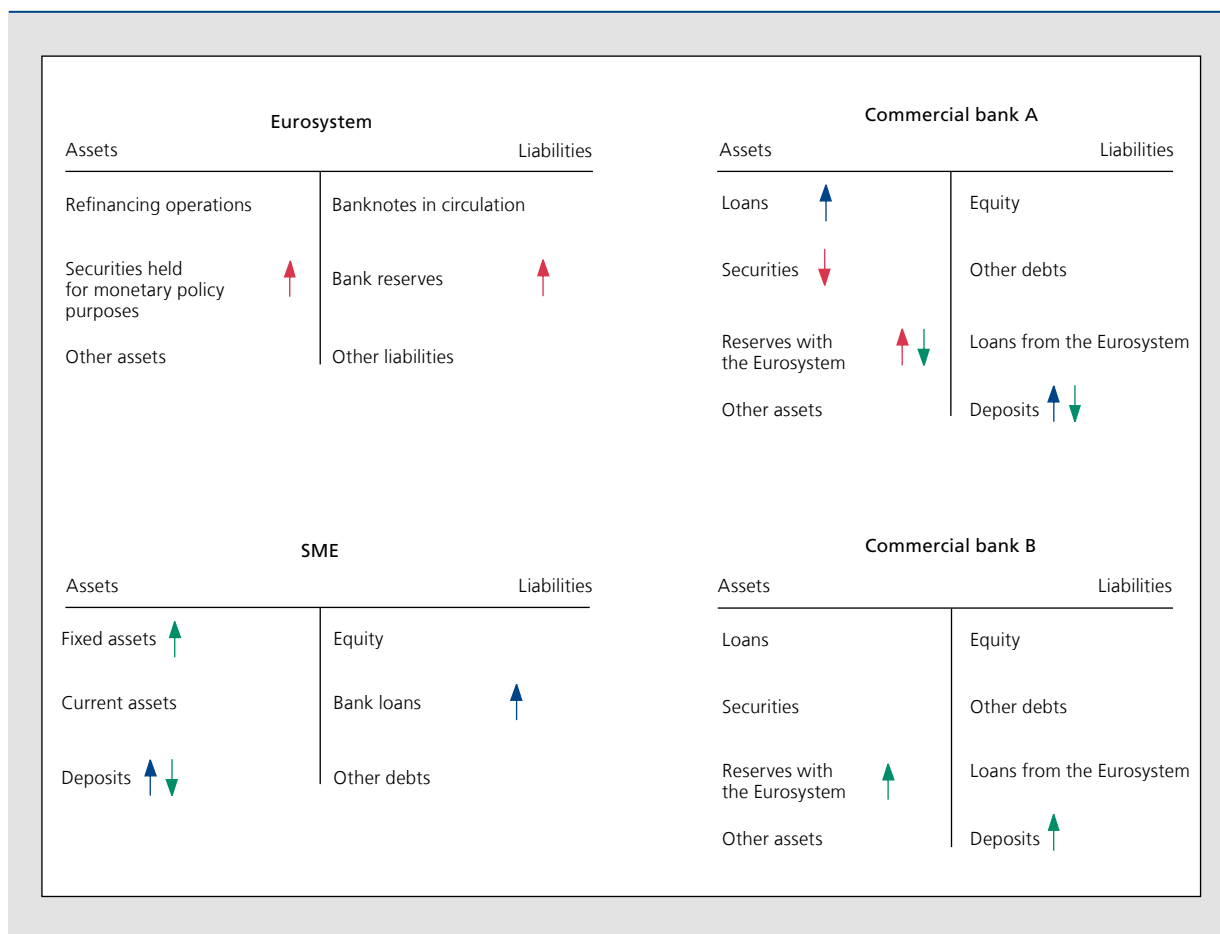 Eurosystem
Assets Liabilities
Refinancing operations Banknotes in circulation
Securities held
for monetary policy
purposes
Bank reserves
Other assets Other liabilities
Commercial bank A
Assets Liabilities
Loans Equity
Securities Other debts
Reserves with
the Eurosystem
Loans from the Eurosystem
Other assets Deposits
SME
Assets Liabilities
Fixed assets Equity
Current assets Bank loans
Deposits Other debts
Commercial bank B
Assets Liabilities
Loans Equity
Securities Other debts
Reserves with
the Eurosystem
Loans from the Eurosystem
Other assets Deposits